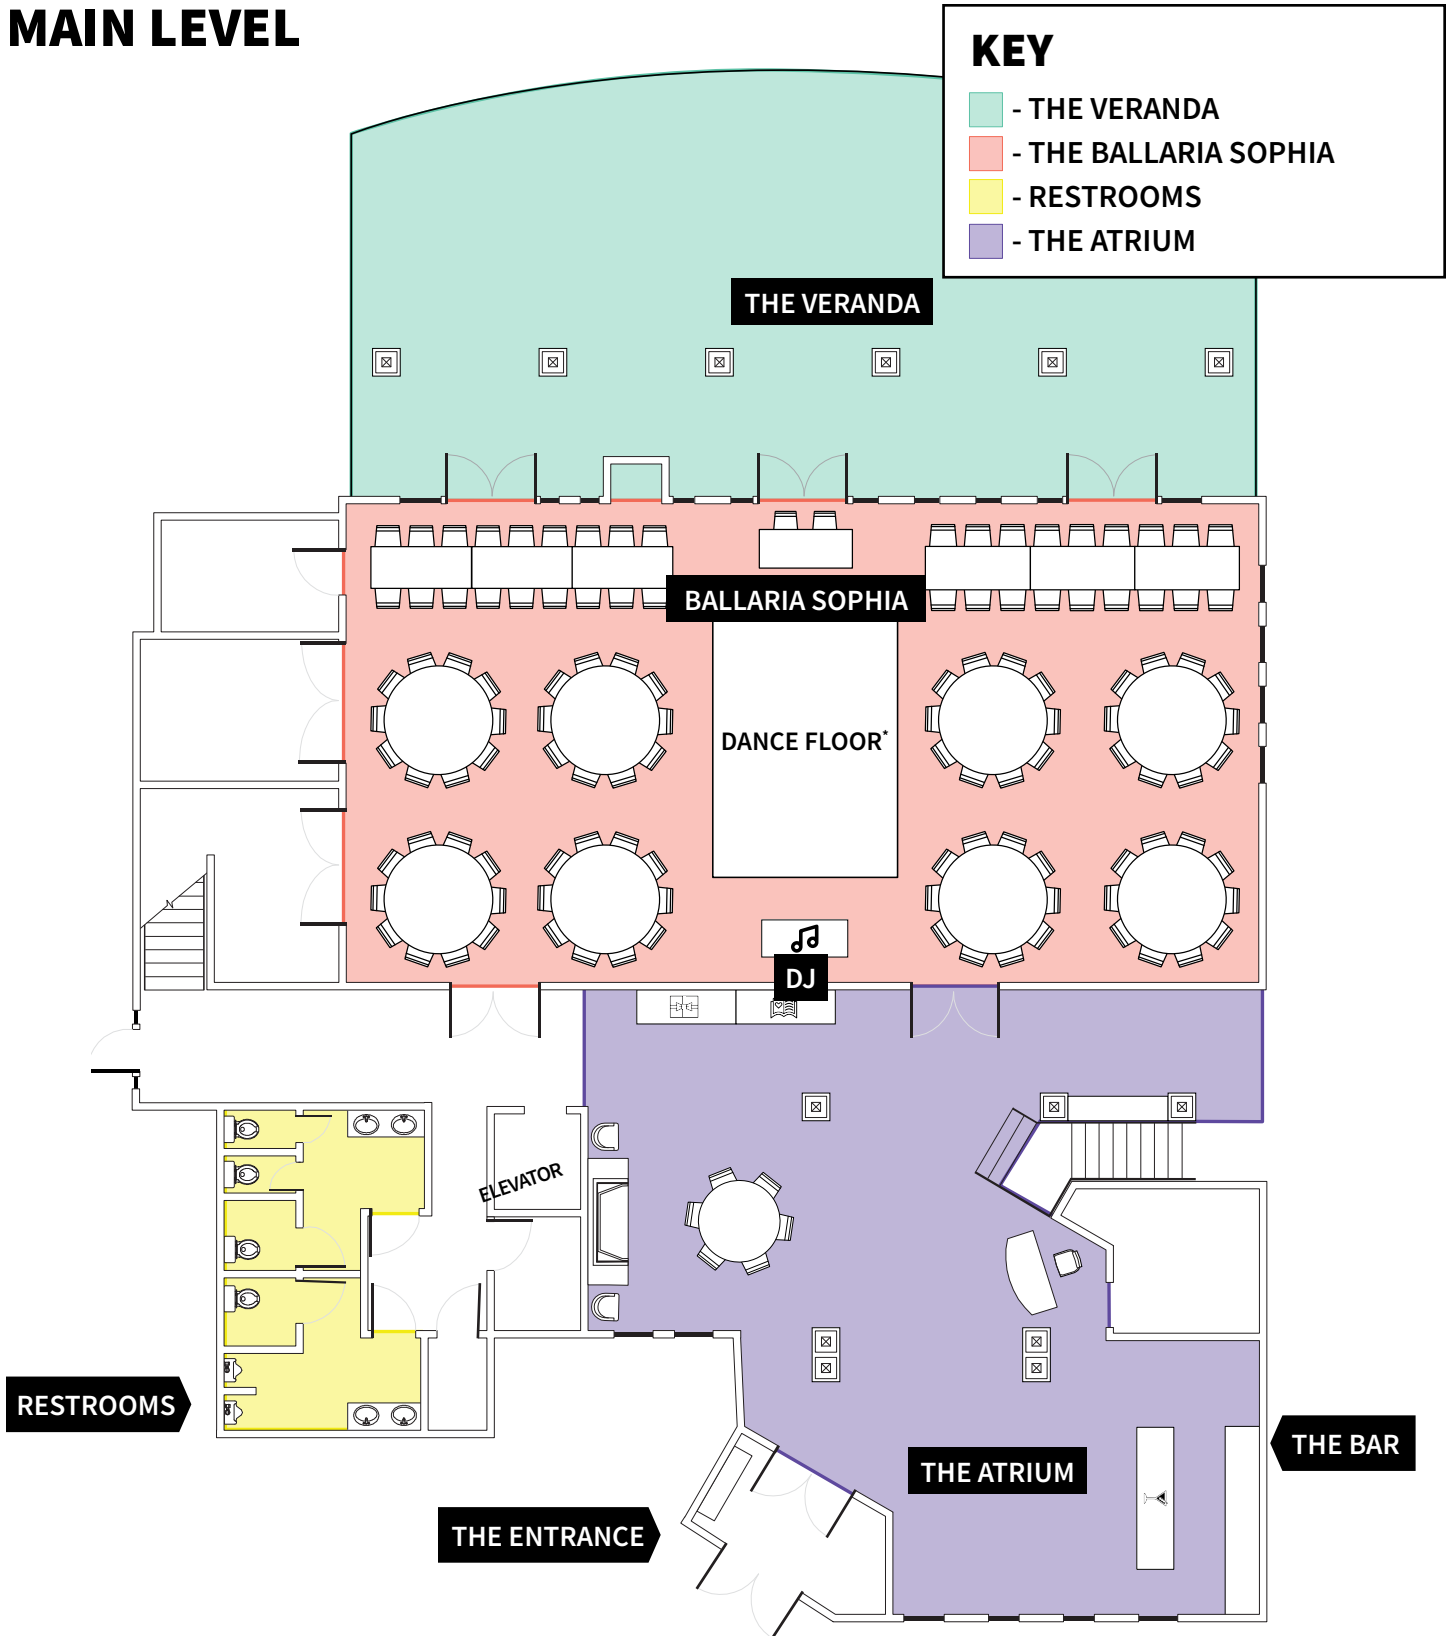 MAIN LEVEL
KEY
- THE VERANDA
- THE BALLARIA SOPHIA
- RESTROOMS
- THE ATRIUM
THE VERANDA
BALLARIA SOPHIA
DANCE FLOOR*
DJ
ELEVATOR
RESTROOMS
THE BAR
THE ATRIUM
THE ENTRANCE